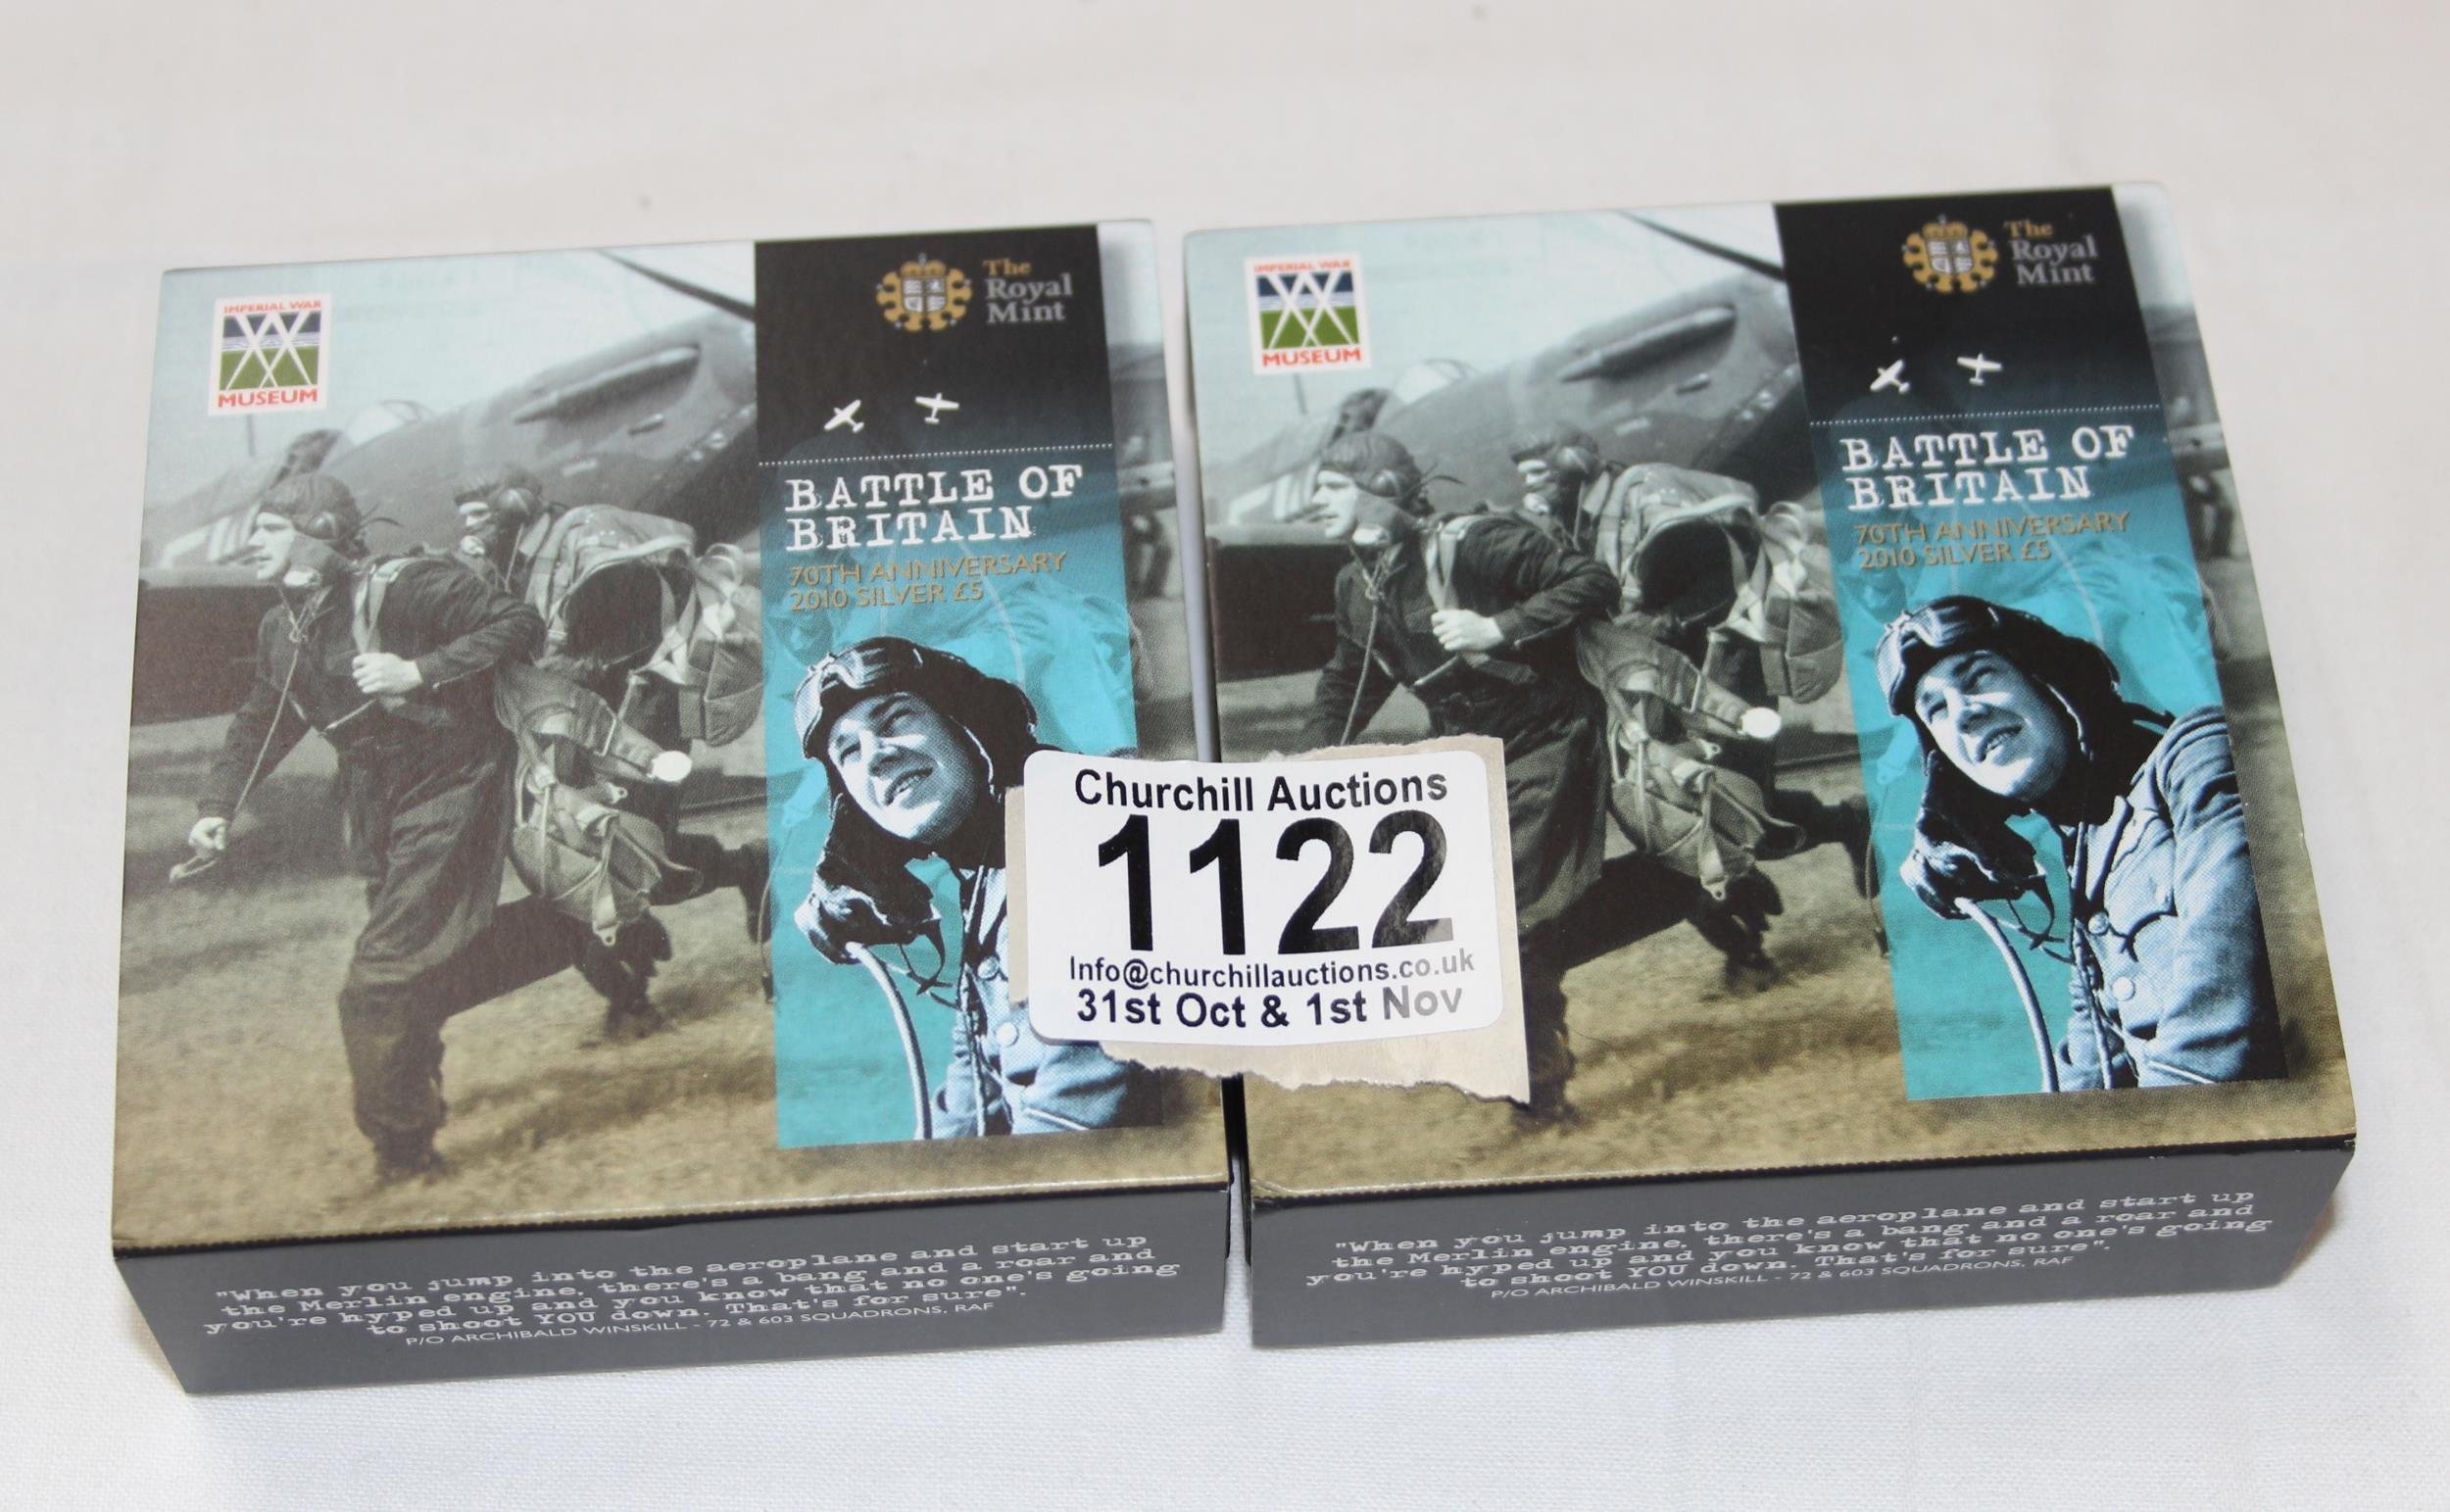 IMPERIAL WAR
MUSEUM
The
Royal
Mint
BATTLE OF
BRITAIN
70TH ANNIVERSARY
2010 SILVER £5
"When you jump into the aeroplane and start up
the Merlin engine, there's a bang and a roar and
you're hyped up and you know that no one's going
to shoot YOU down. That's for sure".
P/O ARCHIBALD WINSKILL - 72 & 603 SQUADRONS, RAF
IMPERIAL WAR
MUSEUM
The
Royal
Mint
BATTLE OF
BRITAIN
70TH ANNIVERSARY
2010 SILVER £5
"When you jump into the aeroplane and start up
the Merlin engine, there's a bang and a roar and
you're hyped up and you know that no one's going
to shoot YOU down. That's for sure".
P/O ARCHIBALD WINSKILL - 72 & 603 SQUADRONS, RAF
Churchill Auctions
1122
Info@churchillauctions.co.uk
31st Oct & 1st Nov